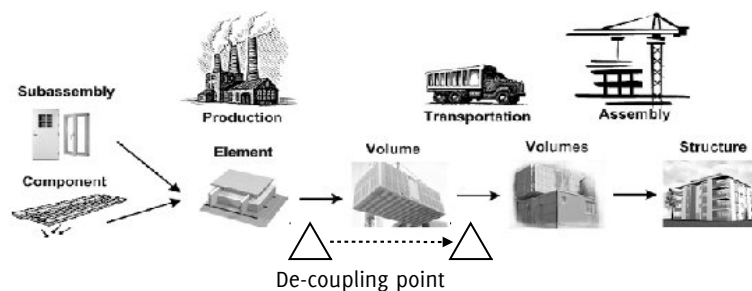 Subassembly
Production
Transportation
Assembly
Component
Element
Volume
Volumes
Structure
De-coupling point